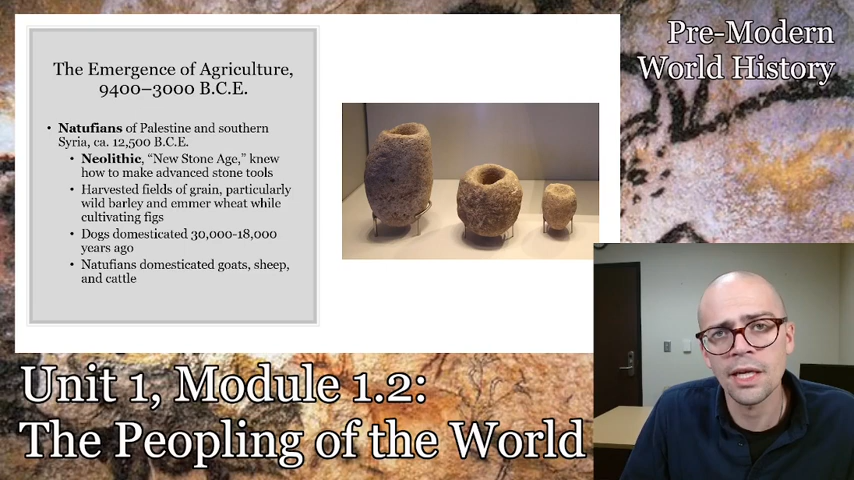 The Emergence of Agriculture,
9400–3000 B.C.E.
• Natufians of Palestine and southern
Syria, ca. 12,500 B.C.E.
• Neolithic, “New Stone Age,” knew
how to make advanced stone tools
• Harvested fields of grain, particularly
wild barley and emmer wheat while
cultivating figs
• Dogs domesticated 30,000-18,000
years ago
• Natufians domesticated goats, sheep,
and cattle
Pre-Modern
World History
Unit 1, Module 1.2:
The Peopling of the World